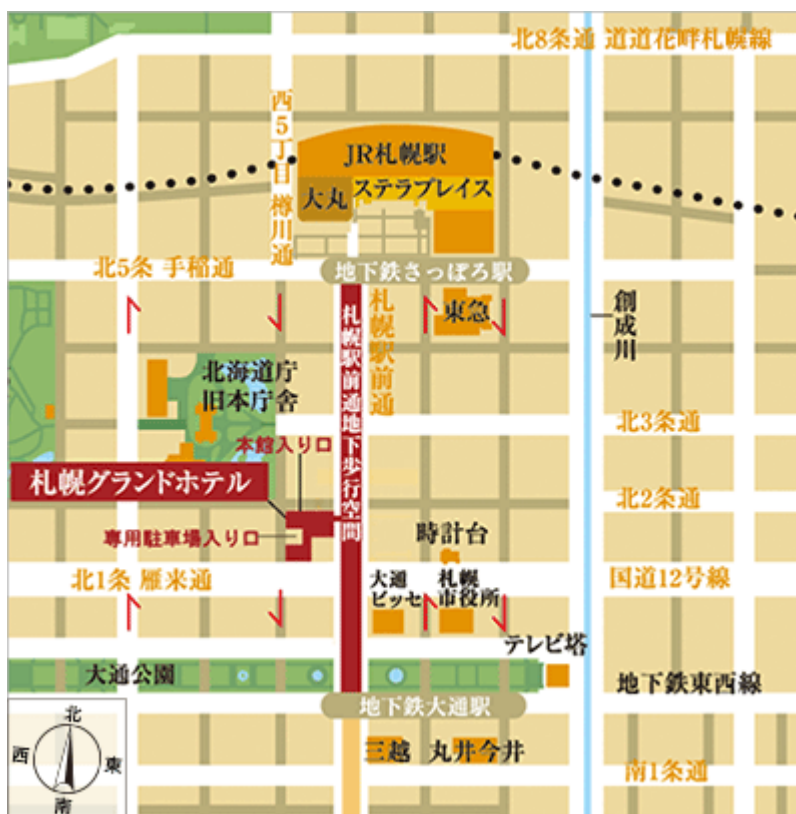 北8条通 道道花畔札幌線
西5丁目 樽川通
JR札幌駅
大丸
ステラプレイス
北5条 手稲通
地下鉄さっぽろ駅
札幌駅前通地下歩行空間
札幌駅前通
東急
創成川
北海道庁
旧本庁舎
北3条通
本館入り口
札幌グランドホテル
北2条通
専用駐車場入り口
時計台
北1条 雁来通
大通
ビッセ
札幌
市役所
国道12号線
テレビ塔
大通公園
地下鉄東西線
地下鉄大通駅
北
西
東
南
三越
丸井今井
南1条通